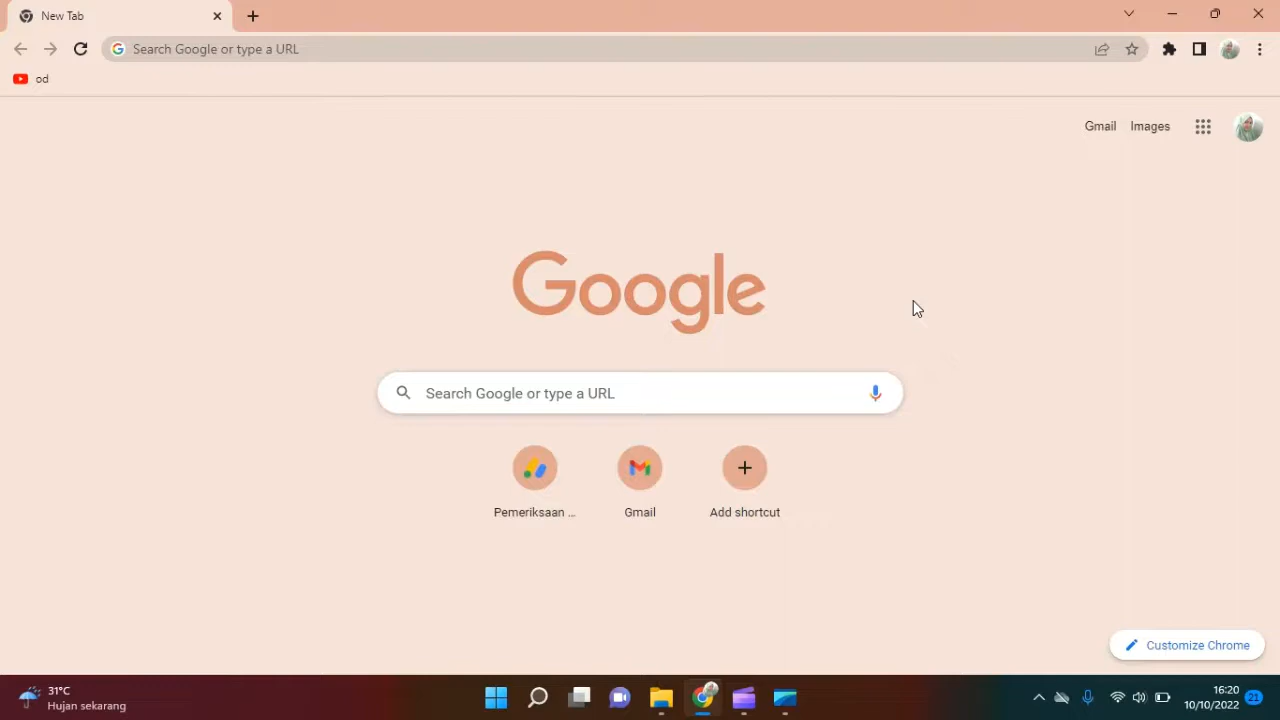 New Tab
Search Google or type a URL
od
Gmail Images
Google
Search Google or type a URL
Pemeriksaan ... Gmail Add shortcut
Customize Chrome
31°C
Hujan sekarang
16:20
10/10/2022
21